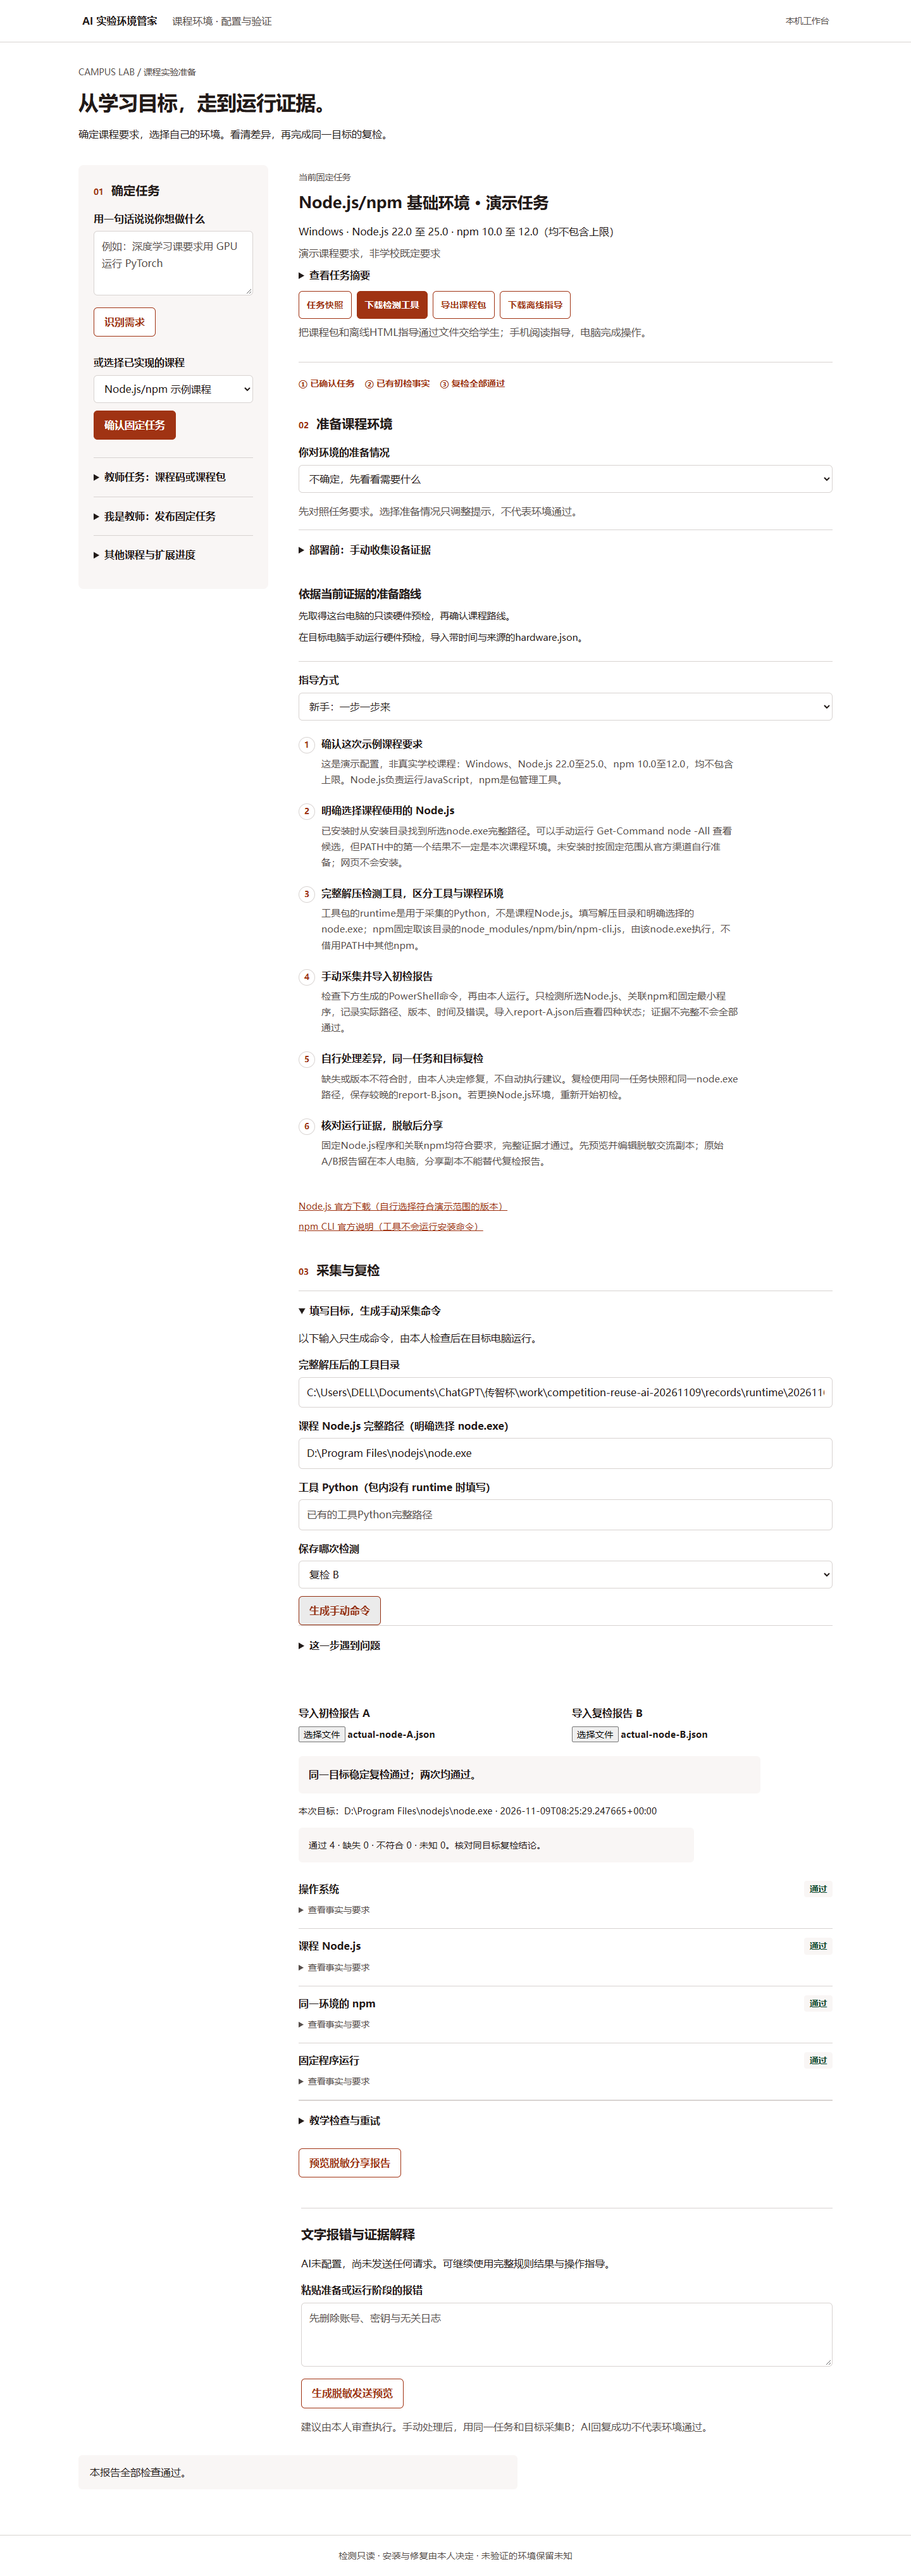 AI 实验环境管家 课程环境 · 配置与验证 本机工作台
CAMPUS LAB / 课程实验准备
从学习目标，走到运行证据。
确定课程要求，选择自己的环境。看清差异，再完成同一目标的复检。
01 确定任务
用一句话说说你想做什么
例如：深度学习课要求用 GPU
运行 PyTorch
识别需求
或选择已实现的课程
Node.js/npm 示例课程
确认固定任务
教师任务：课程码或课程包
我是教师：发布固定任务
其他课程与扩展进度
当前固定任务
Node.js/npm 基础环境 · 演示任务
Windows · Node.js 22.0 至 25.0 · npm 10.0 至 12.0（均不包含上限）
演示课程要求，非学校既定要求
查看任务摘要
任务快照 下载检测工具 导出课程包 下载离线指导
把课程包和离线HTML指导通过文件交给学生；手机阅读指导，电脑完成操作。
① 已确认任务 ② 已有初检事实 ③ 复检全部通过
02 准备课程环境
你对环境的准备情况
不确定，先看看需要什么
先对照任务要求。选择准备情况只调整提示，不代表环境通过。
部署前：手动收集设备证据
依据当前证据的准备路线
先取得这台电脑的只读硬件预检，再确认课程路线。
在目标电脑手动运行硬件预检，导入带时间与来源的hardware.json。
指导方式
新手：一步一步来
1 确认这次示例课程要求
这是演示配置，非真实学校课程：Windows、Node.js 22.0至25.0、npm 10.0至12.0，均不包含
上限。Node.js负责运行JavaScript，npm是包管理工具。
2 明确选择课程使用的 Node.js
已安装时从安装目录找到所选node.exe完整路径。可以手动运行 Get-Command node -All 查看
候选，但PATH中的第一个结果不一定是本次课程环境。未安装时按固定范围从官方渠道自行准
备；网页不会安装。
3 完整解压检测工具，区分工具与课程环境
工具包的runtime是用于采集的Python，不是课程Node.js。填写解压目录和明确选择的
node.exe；npm固定取该目录的node_modules/npm/bin/npm-cli.js，由该node.exe执行，不
借用PATH中其他npm。
4 手动采集并导入初检报告
检查下方生成的PowerShell命令，再由本人运行。只检测所选Node.js、关联npm和固定最小程
序，记录实际路径、版本、时间及错误。导入report-A.json后查看四种状态；证据不完整不会全部
通过。
5 自行处理差异，同一任务和目标复检
缺失或版本不符合时，由本人决定修复，不自动执行建议。复检使用同一任务快照和同一node.exe
路径，保存较晚的report-B.json。若更换Node.js环境，重新开始初检。
6 核对运行证据，脱敏后分享
固定Node.js程序和关联npm均符合要求，完整证据才通过。先预览并编辑脱敏交流副本；原始
A/B报告留在本人电脑，分享副本不能替代复检报告。
Node.js 官方下载（自行选择符合演示范围的版本）
npm CLI 官方说明（工具不会运行安装命令）
03 采集与复检
填写目标，生成手动采集命令
以下输入只生成命令，由本人检查后在目标电脑运行。
完整解压后的工具目录
C:\Users\DELL\Documents\ChatGPT\传智杯\work\competition-reuse-ai-20261109\records\runtime\202611
课程 Node.js 完整路径（明确选择 node.exe）
D:\Program Files\nodejs\node.exe
工具 Python（包内没有 runtime 时填写）
已有的工具Python完整路径
保存哪次检测
复检 B
生成手动命令
这一步遇到问题
导入初检报告 A 导入复检报告 B
选择文件 actual-node-A.json 选择文件 actual-node-B.json
同一目标稳定复检通过；两次均通过。
本次目标：D:\Program Files\nodejs\node.exe · 2026-11-09T08:25:29.247665+00:00
通过 4 · 缺失 0 · 不符合 0 · 未知 0。核对同目标复检结论。
操作系统 通过
查看事实与要求
课程 Node.js 通过
查看事实与要求
同一环境的 npm 通过
查看事实与要求
固定程序运行 通过
查看事实与要求
教学检查与重试
预览脱敏分享报告
文字报错与证据解释
AI未配置，尚未发送任何请求。可继续使用完整规则结果与操作指导。
粘贴准备或运行阶段的报错
先删除账号、密钥与无关日志
生成脱敏发送预览
建议由本人审查执行。手动处理后，用同一任务和目标采集B；AI回复成功不代表环境通过。
本报告全部检查通过。
检测只读 · 安装与修复由本人决定 · 未验证的环境保留未知